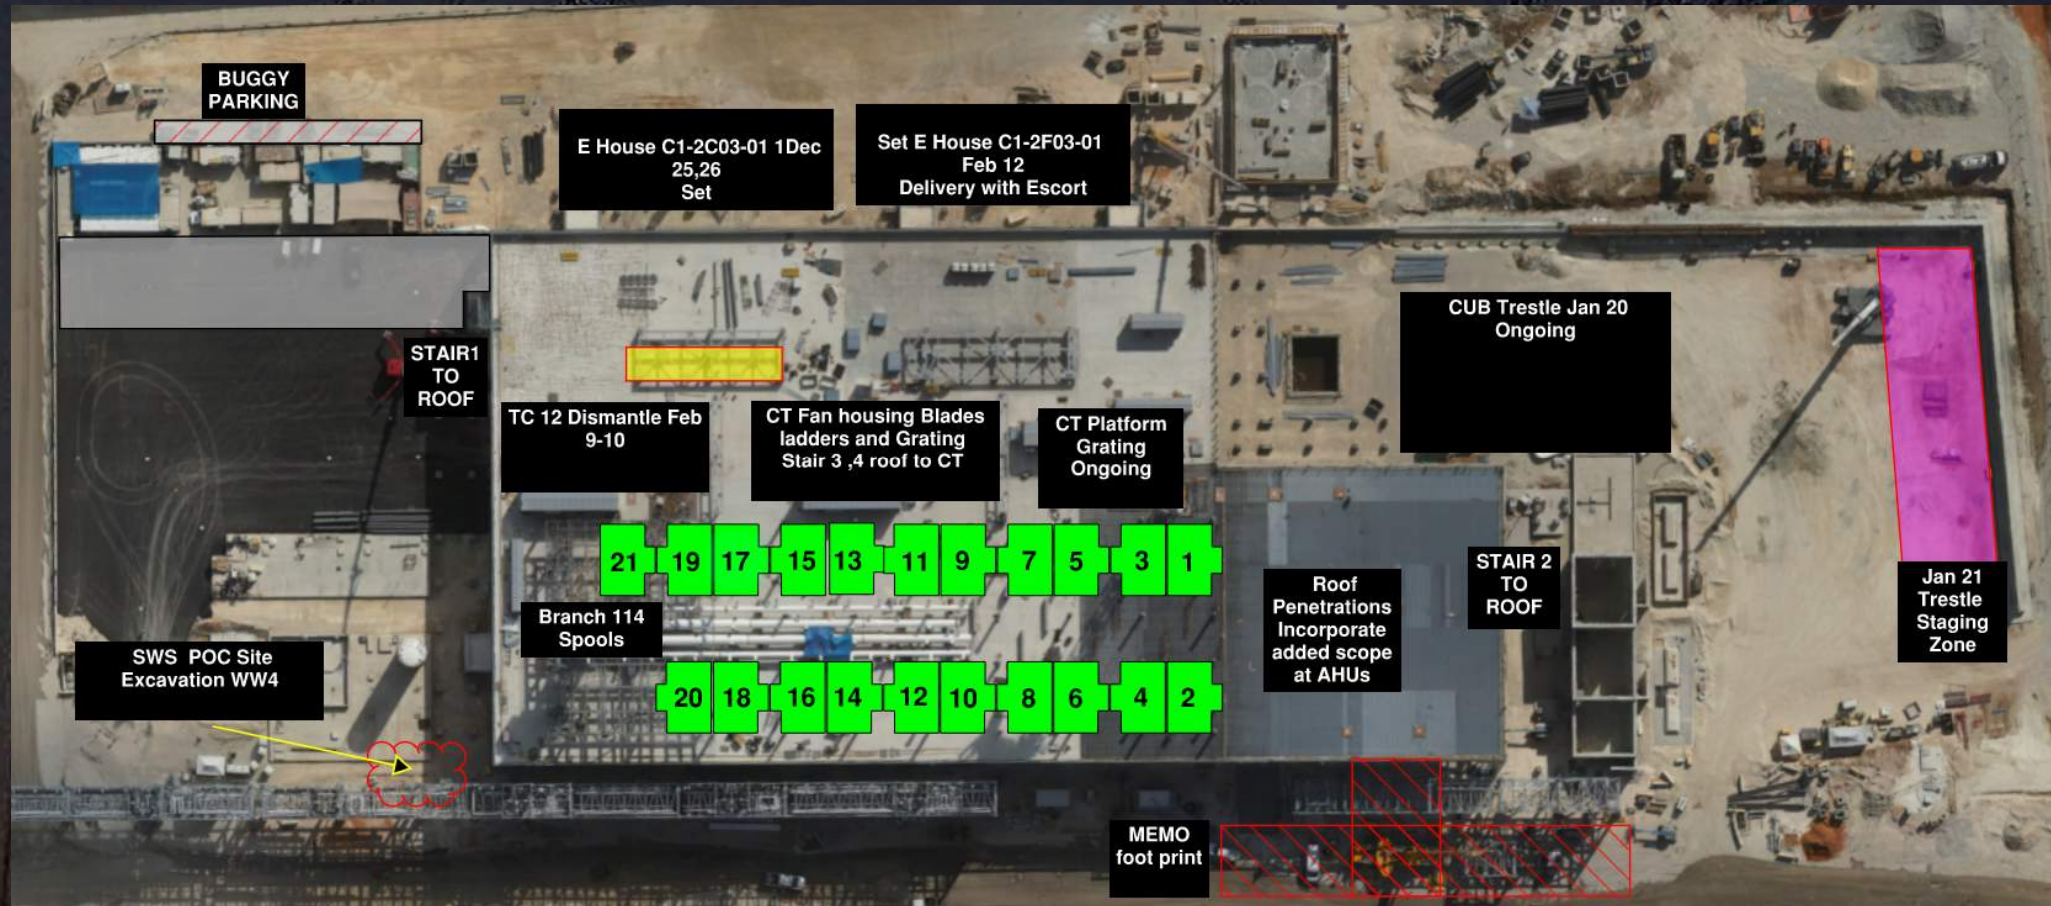 BUGGY
PARKING
E House C1-2C03-01 1Dec
25,26
Set
Set E House C1-2F03-01
Feb 12
Delivery with Escort
CUB Trestle Jan 20
Ongoing
STAIR1
TO
ROOF
TC 12 Dismantle Feb
9-10
CT Fan housing Blades
ladders and Grating
Stair 3 ,4 roof to CT
CT Platform
Grating
Ongoing
21 19 17 15 13 11 9 7 5 3 1
STAIR 2
TO
ROOF
Roof
Penetrations
Incorporate
added scope
at AHUs
Jan 21
Trestle
Staging
Zone
Branch 114
Spools
SWS POC Site
Excavation WW4
20 18 16 14 12 10 8 6 4 2
MEMO
foot print